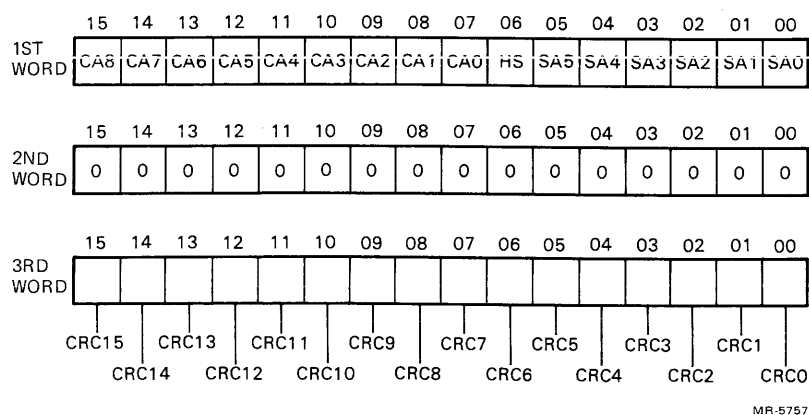 15 14 13 12 11 10 09 08 07 06 05 04 03 02 01 00
1ST WORD CA8 CA7 CA6 CA5 CA4 CA3 CA2 CA1 CA0 HS SA5 SA4 SA3 SA2 SA1 SA0
15 14 13 12 11 10 09 08 07 06 05 04 03 02 01 00
2ND WORD 0 0 0 0 0 0 0 0 0 0 0 0 0 0 0 0
15 14 13 12 11 10 09 08 07 06 05 04 03 02 01 00
3RD WORD
CRC15 CRC13 CRC11 CRC9 CRC7 CRC5 CRC3 CRC1
CRC14 CRC12 CRC10 CRC8 CRC6 CRC4 CRC2 CRC0
MR-5757